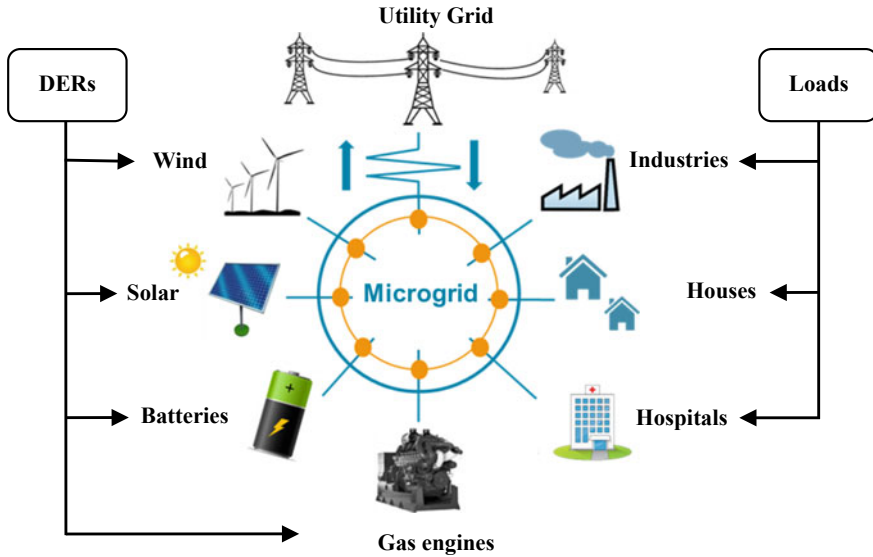 Utility Grid
DERs
Loads
Wind
Industries
Solar
Microgrid
Houses
Batteries
Hospitals
Gas engines